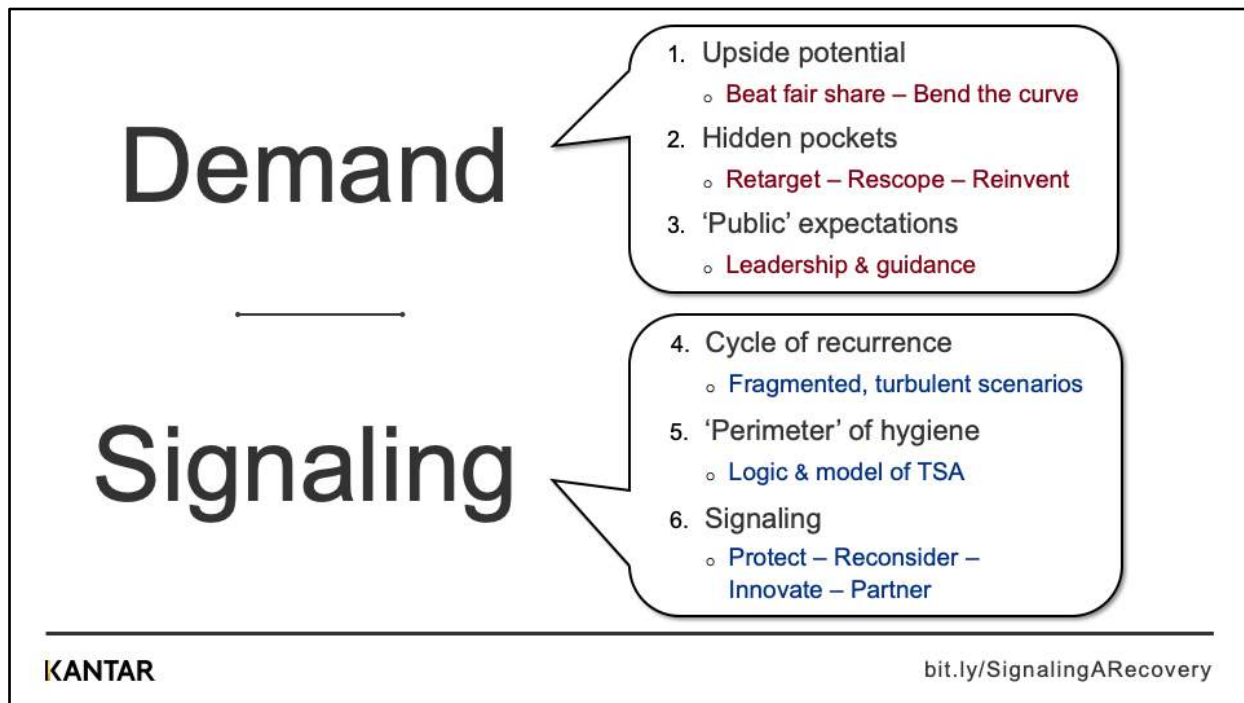 Demand
1. Upside potential
○ Beat fair share – Bend the curve
2. Hidden pockets
○ Retarget – Rescope – Reinvent
3. ‘Public’ expectations
○ Leadership & guidance
Signaling
4. Cycle of recurrence
○ Fragmented, turbulent scenarios
5. ‘Perimeter’ of hygiene
○ Logic & model of TSA
6. Signaling
○ Protect – Reconsider –
Innovate – Partner
KANTAR
bit.ly/SignalingARecovery